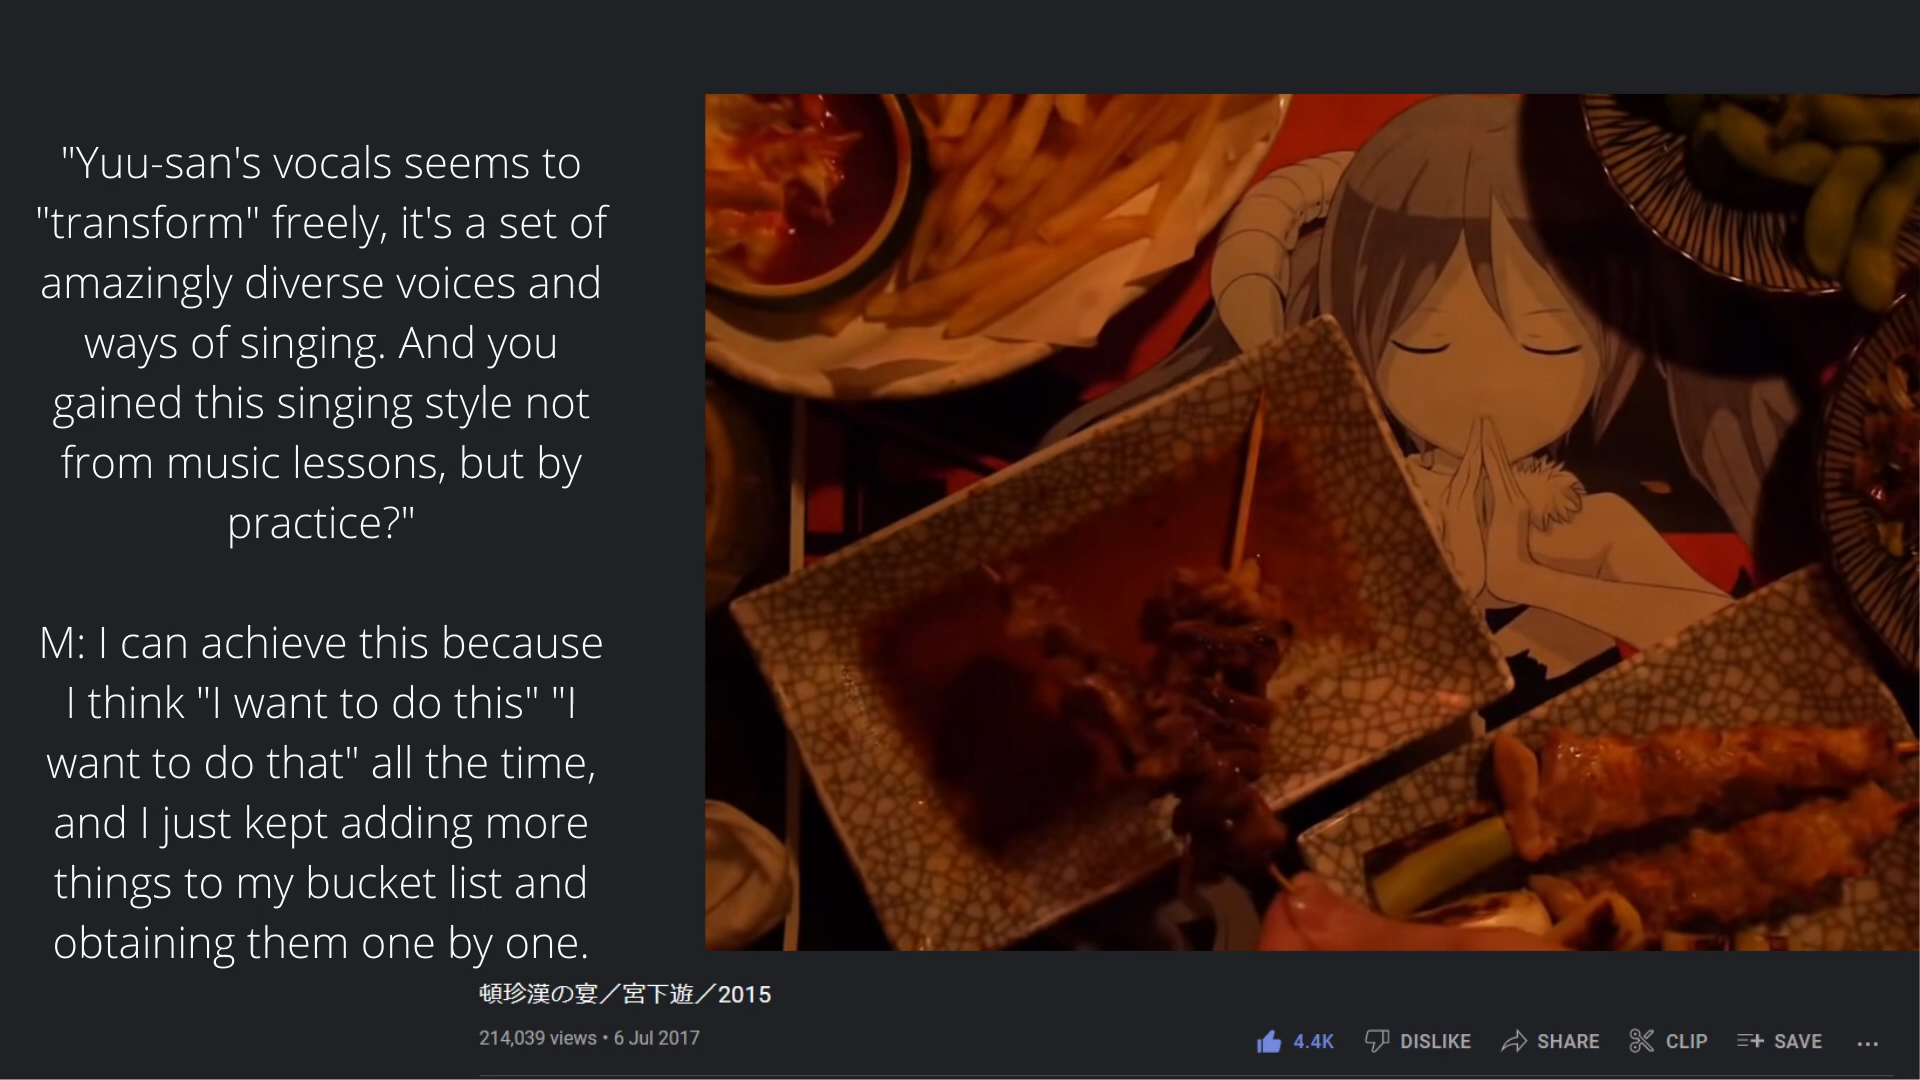 "Yuu-san's vocals seems to
"transform" freely, it's a set of
amazingly diverse voices and
ways of singing. And you
gained this singing style not
from music lessons, but by
practice?"
M: I can achieve this because
I think "I want to do this" "I
want to do that" all the time,
and I just kept adding more
things to my bucket list and
obtaining them one by one.
頓珍漢の宴／宮下遊／2015
214,039 views • 6 Jul 2017
4.4K DISLIKE SHARE CLIP SAVE ...